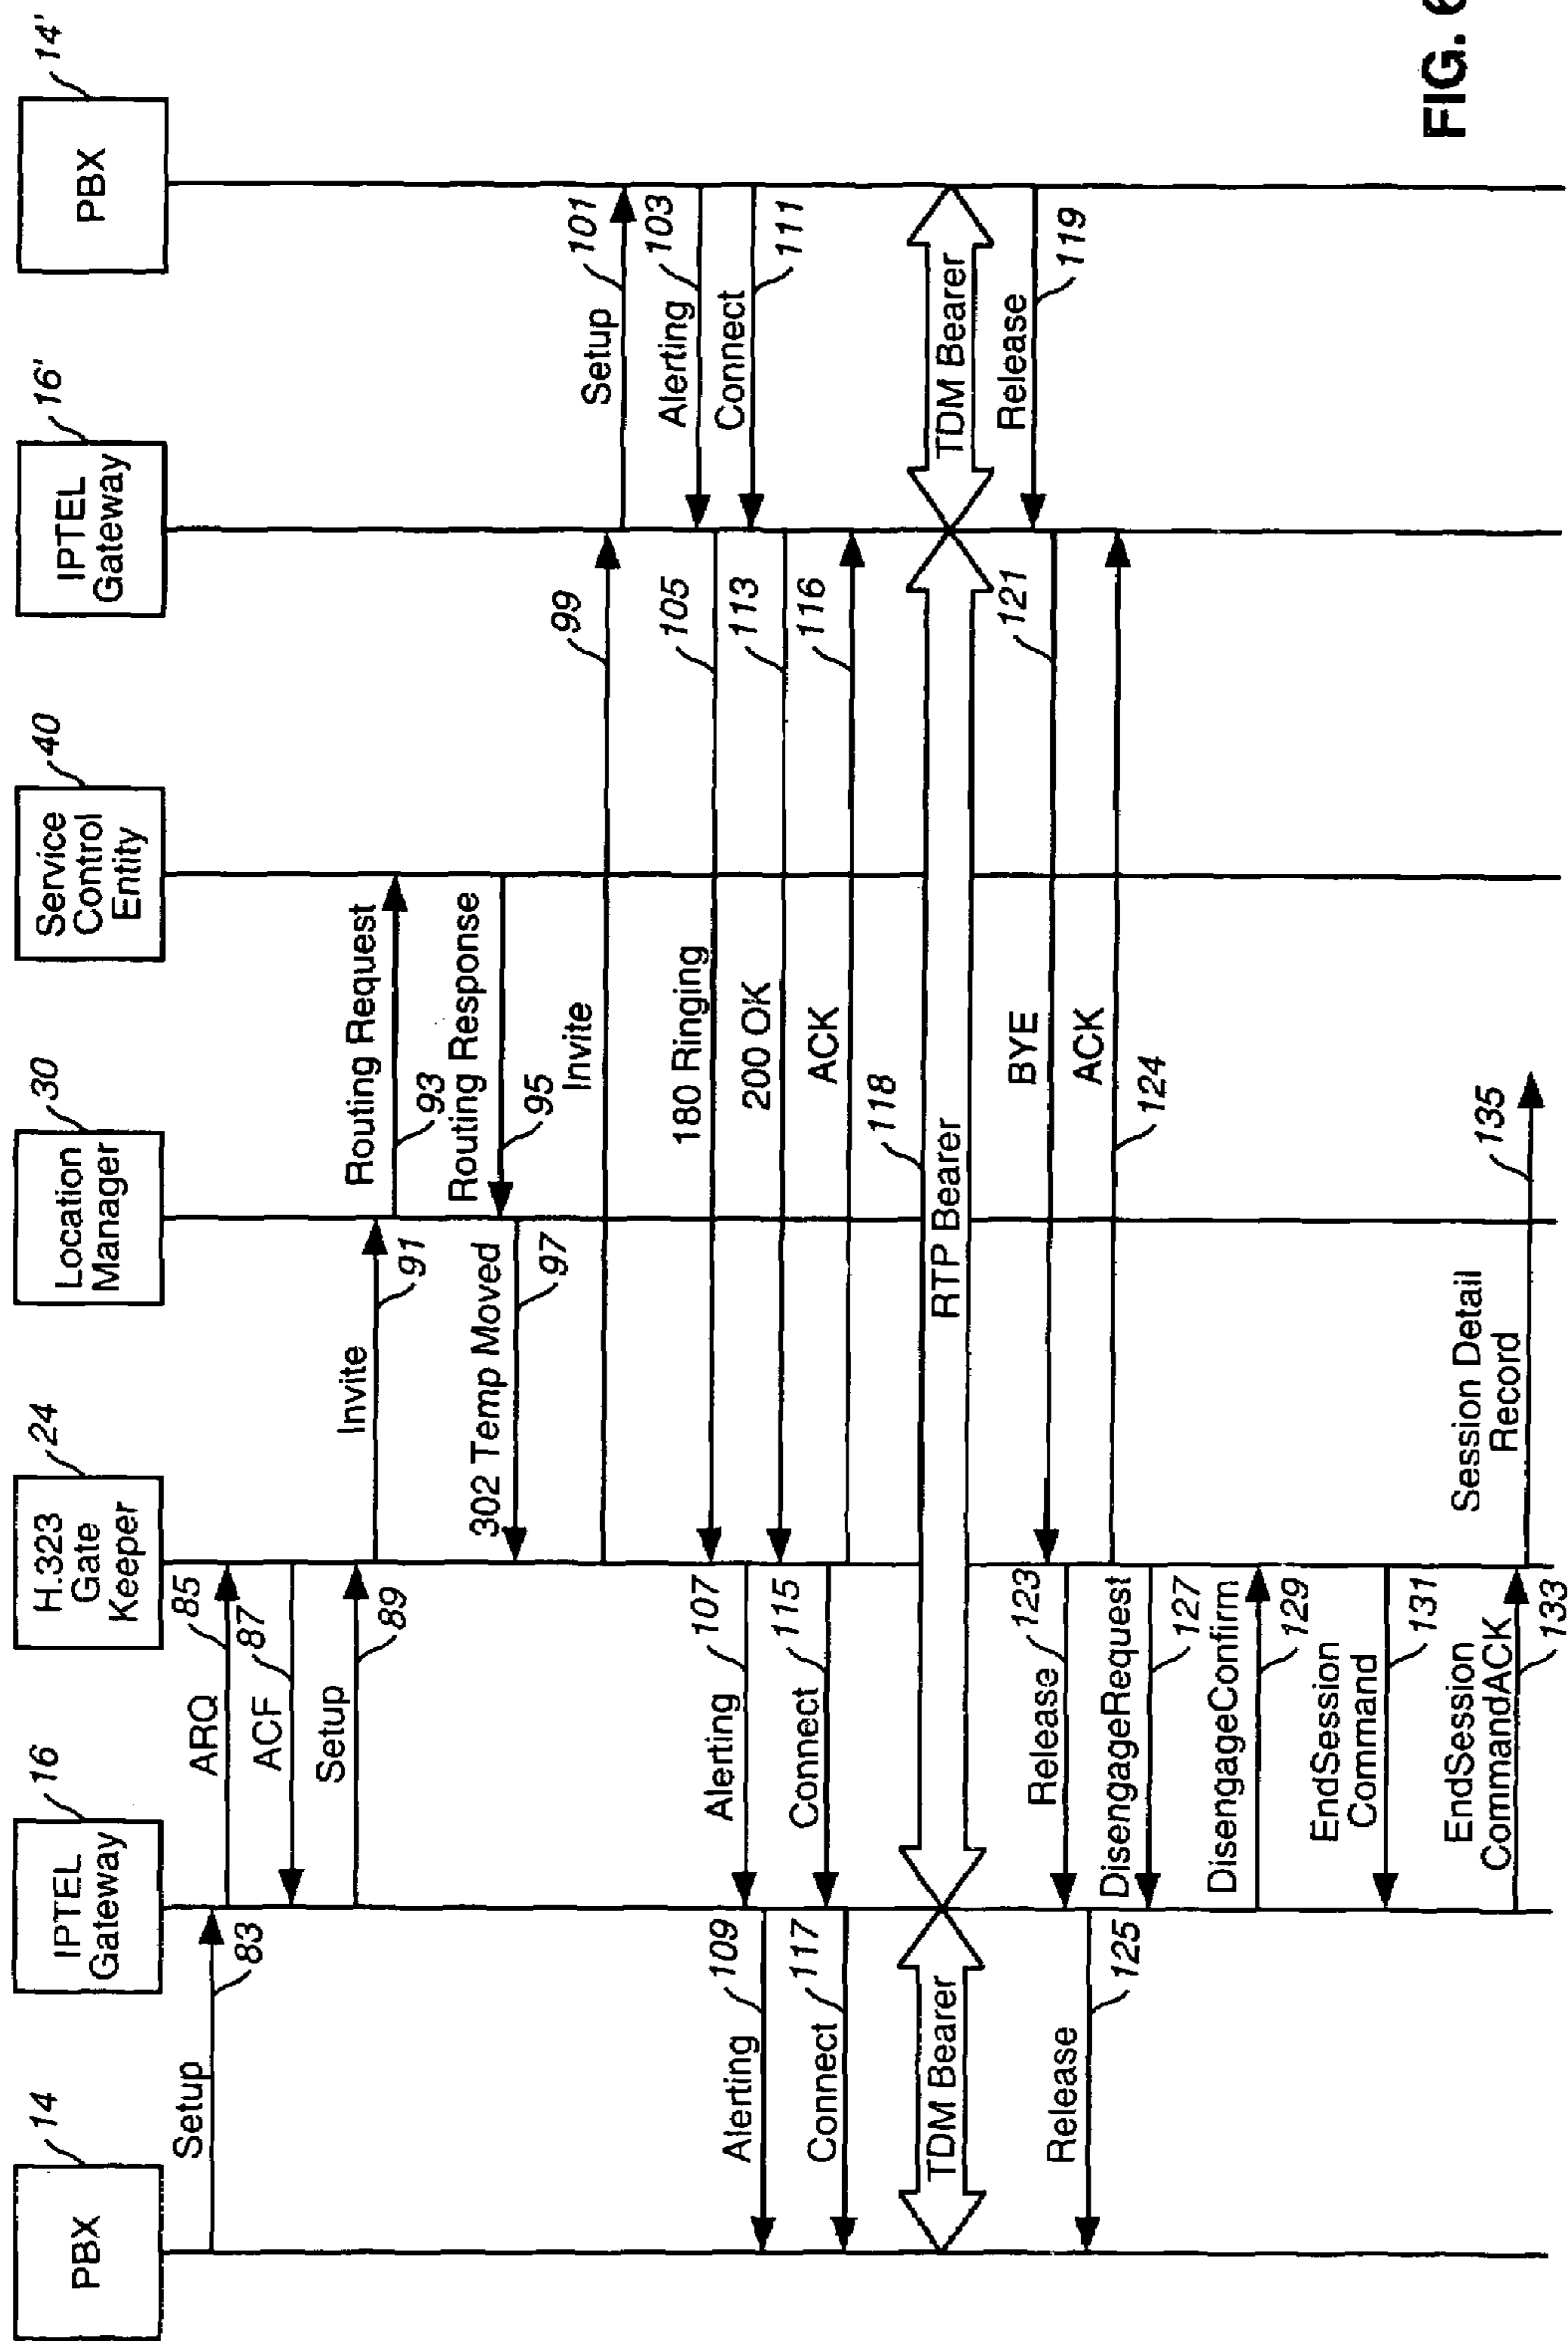 PBX
14
IPTEL
Gateway
16
H.323
Gate
Keeper
24
Location
Manager
30
Service
Control
Entity
40
IPTEL
Gateway
16'
PBX
14'
Setup
83
ARQ
85
ACF
87
Setup
89
Invite
91
Routing Request
93
Routing Response
95
302 Temp Moved
97
Invite
99
Setup
101
Alerting
103
180 Ringing
105
Alerting
107
Alerting
109
Connect
111
200 OK
113
Connect
115
ACK
116
Connect
117
118
TDM Bearer
RTP Bearer
TDM Bearer
Release
119
BYE
121
Release
123
ACK
124
Release
125
DisengageRequest
127
DisengageConfirm
129
EndSession
Command
131
EndSession
CommandACK
133
Session Detail
Record
135
FIG. 6